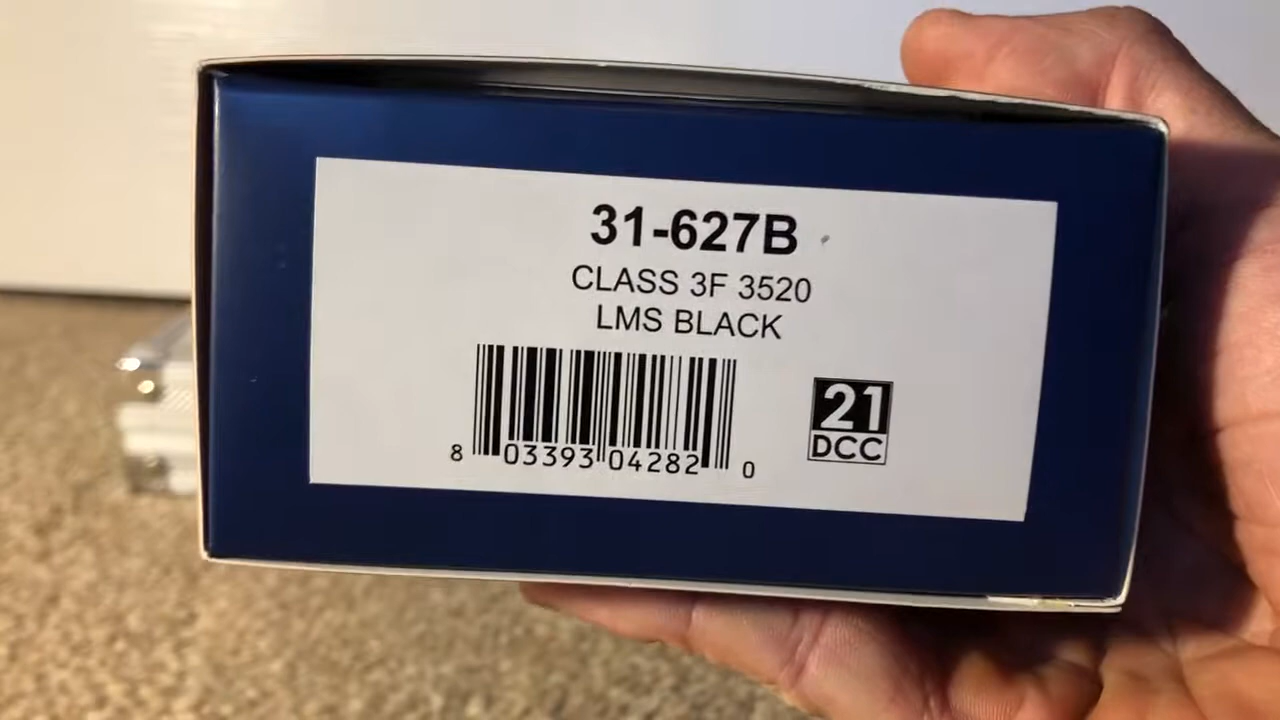 31-627B
CLASS 3F 3520
LMS BLACK
8 03393 04282 0
21
DCC